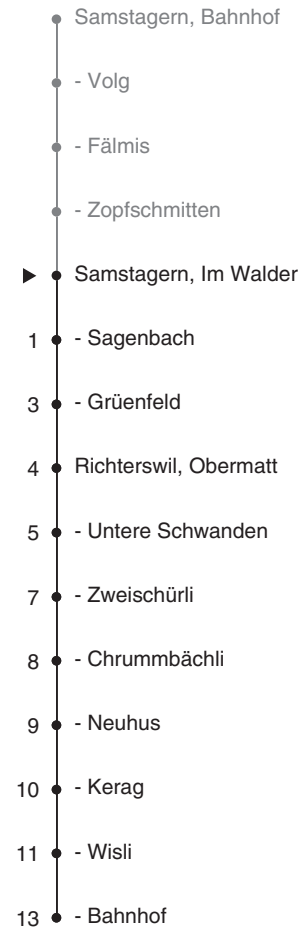 Samstagern, Bahnhof
- Volg
- Fälmis
- Zopfschmitten
Samstagern, Im Walder
1 - Sagenbach
3 - Grüenfeld
4 Richterswil, Obermatt
5 - Untere Schwanden
7 - Zweischürli
8 - Chrummbächli
9 - Neuhus
10 - Kerag
11 - Wisli
13 - Bahnhof